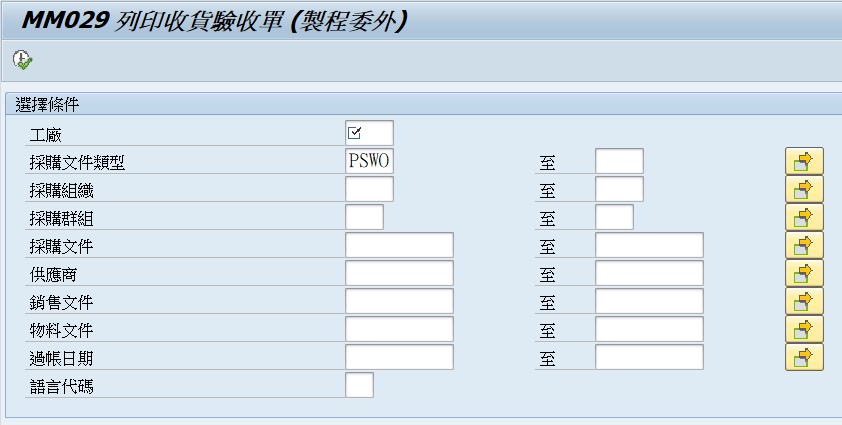 MM029 列印收貨驗收單 (製程委外)
選擇條件
工廠
採購文件類型 PSWO 至
採購組織 至
採購群組 至
採購文件 至
供應商 至
銷售文件 至
物料文件 至
過帳日期 至
語言代碼